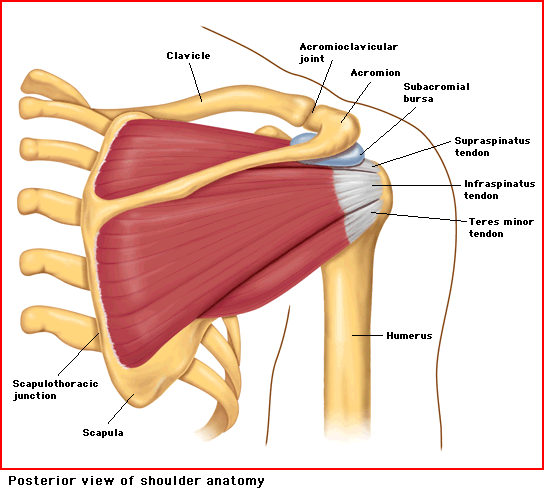 Clavicle
Acromioclavicular
joint
Acromion
Subacromial
bursa
Supraspinatus
tendon
Infraspinatus
tendon
Teres minor
tendon
Humerus
Scapulothoracic
junction
Scapula
Posterior view of shoulder anatomy